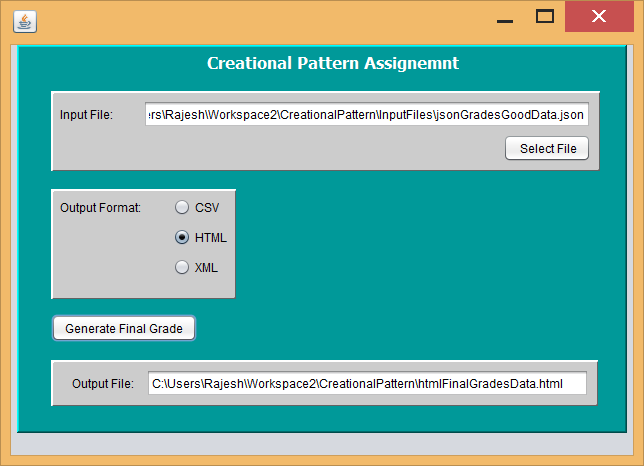 Creational Pattern Assignemnt
Input File: ers\Rajesh\Workspace2\CreationalPattern\InputFiles\jsonGradesGoodData.json
Select File
Output Format: CSV
HTML
XML
Generate Final Grade
Output File: C:\Users\Rajesh\Workspace2\CreationalPattern\htmlFinalGradesData.html